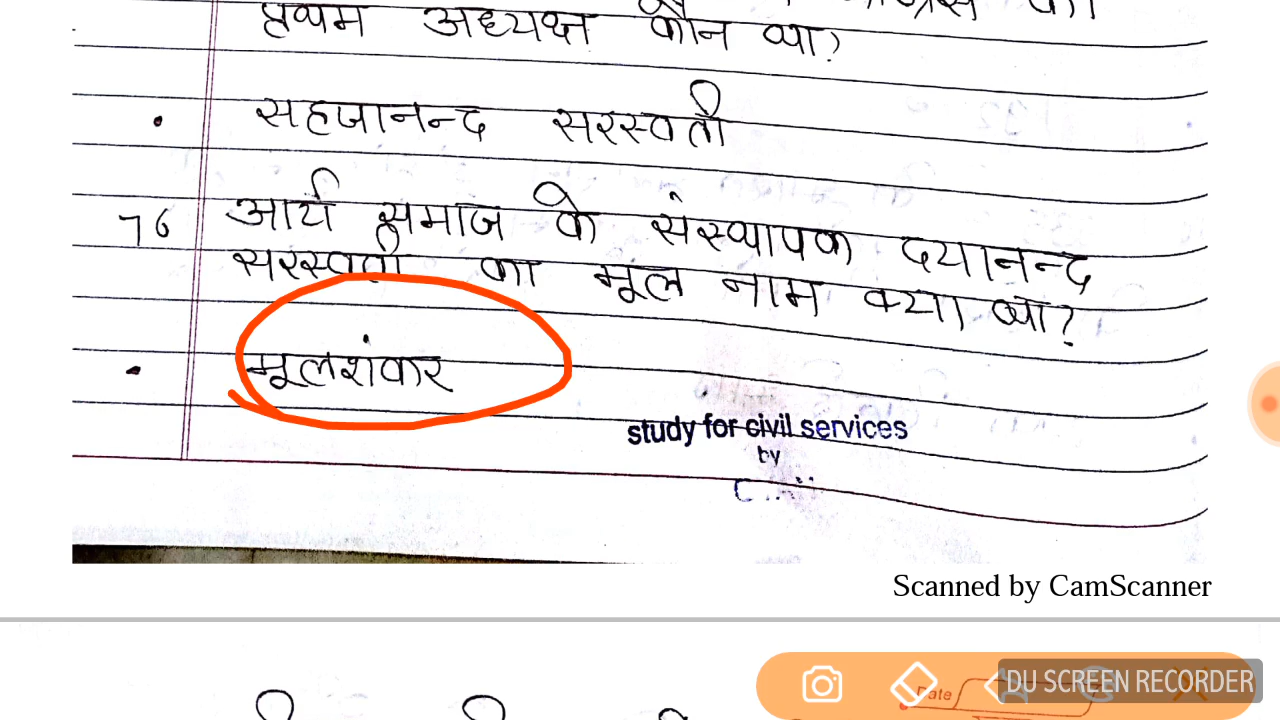 प्रथम अध्यक्ष कौन था?
सहजानन्द सरस्वती
76 आर्य समाज के संस्थापक दयानन्द
सरस्वती का मूल नाम क्या था?
मूलशंकर
study for civil services
by
Scanned by CamScanner
Date
DU SCREEN RECORDER